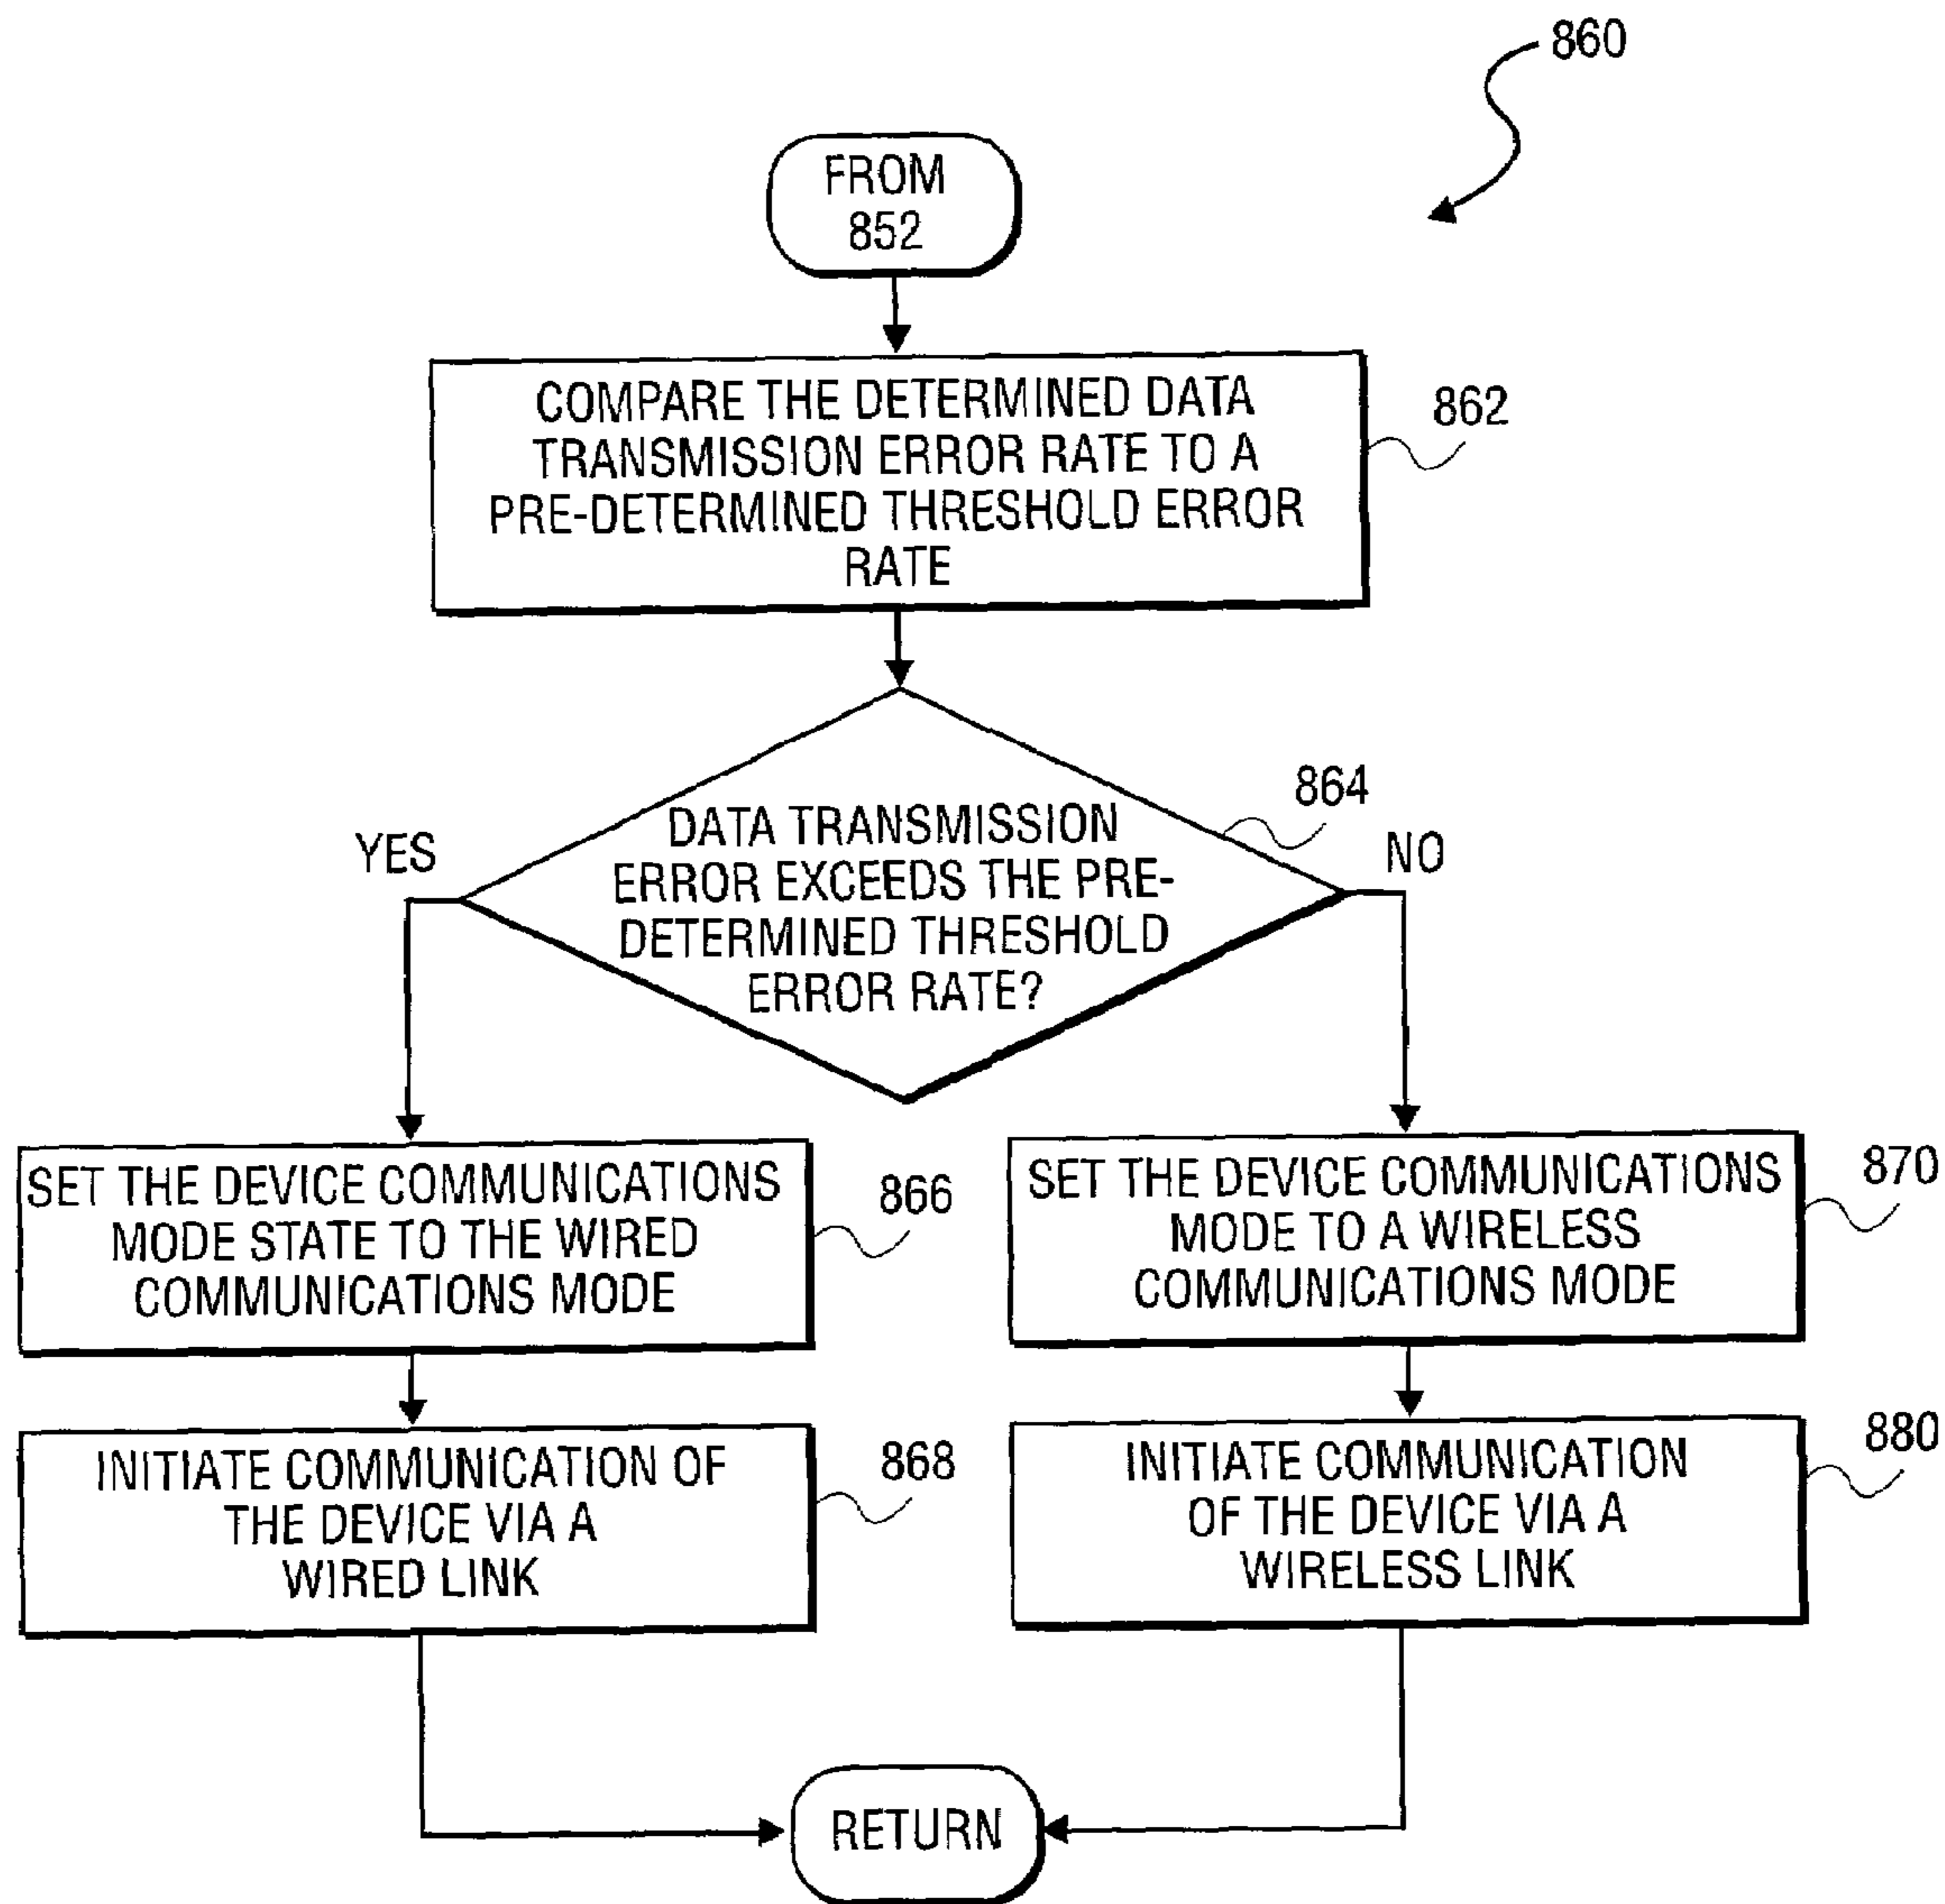 860
FROM
852
COMPARE THE DETERMINED DATA
TRANSMISSION ERROR RATE TO A
PRE-DETERMINED THRESHOLD ERROR
RATE
862
DATA TRANSMISSION
ERROR EXCEEDS THE PRE-
DETERMINED THRESHOLD
ERROR RATE?
864
YES
NO
SET THE DEVICE COMMUNICATIONS
MODE STATE TO THE WIRED
COMMUNICATIONS MODE
866
SET THE DEVICE COMMUNICATIONS
MODE TO A WIRELESS
COMMUNICATIONS MODE
870
INITIATE COMMUNICATION OF
THE DEVICE VIA A
WIRED LINK
868
INITIATE COMMUNICATION
OF THE DEVICE VIA A
WIRELESS LINK
880
RETURN